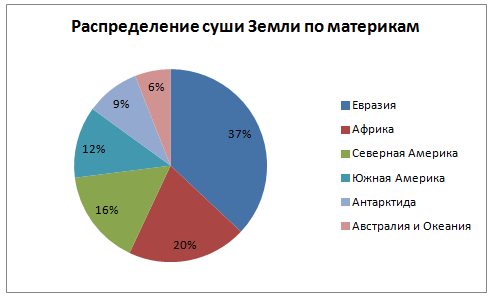 Распределение суши Земли по материкам
37%
20%
16%
12%
9%
6%
Евразия
Африка
Северная Америка
Южная Америка
Антарктида
Австралия и Океания